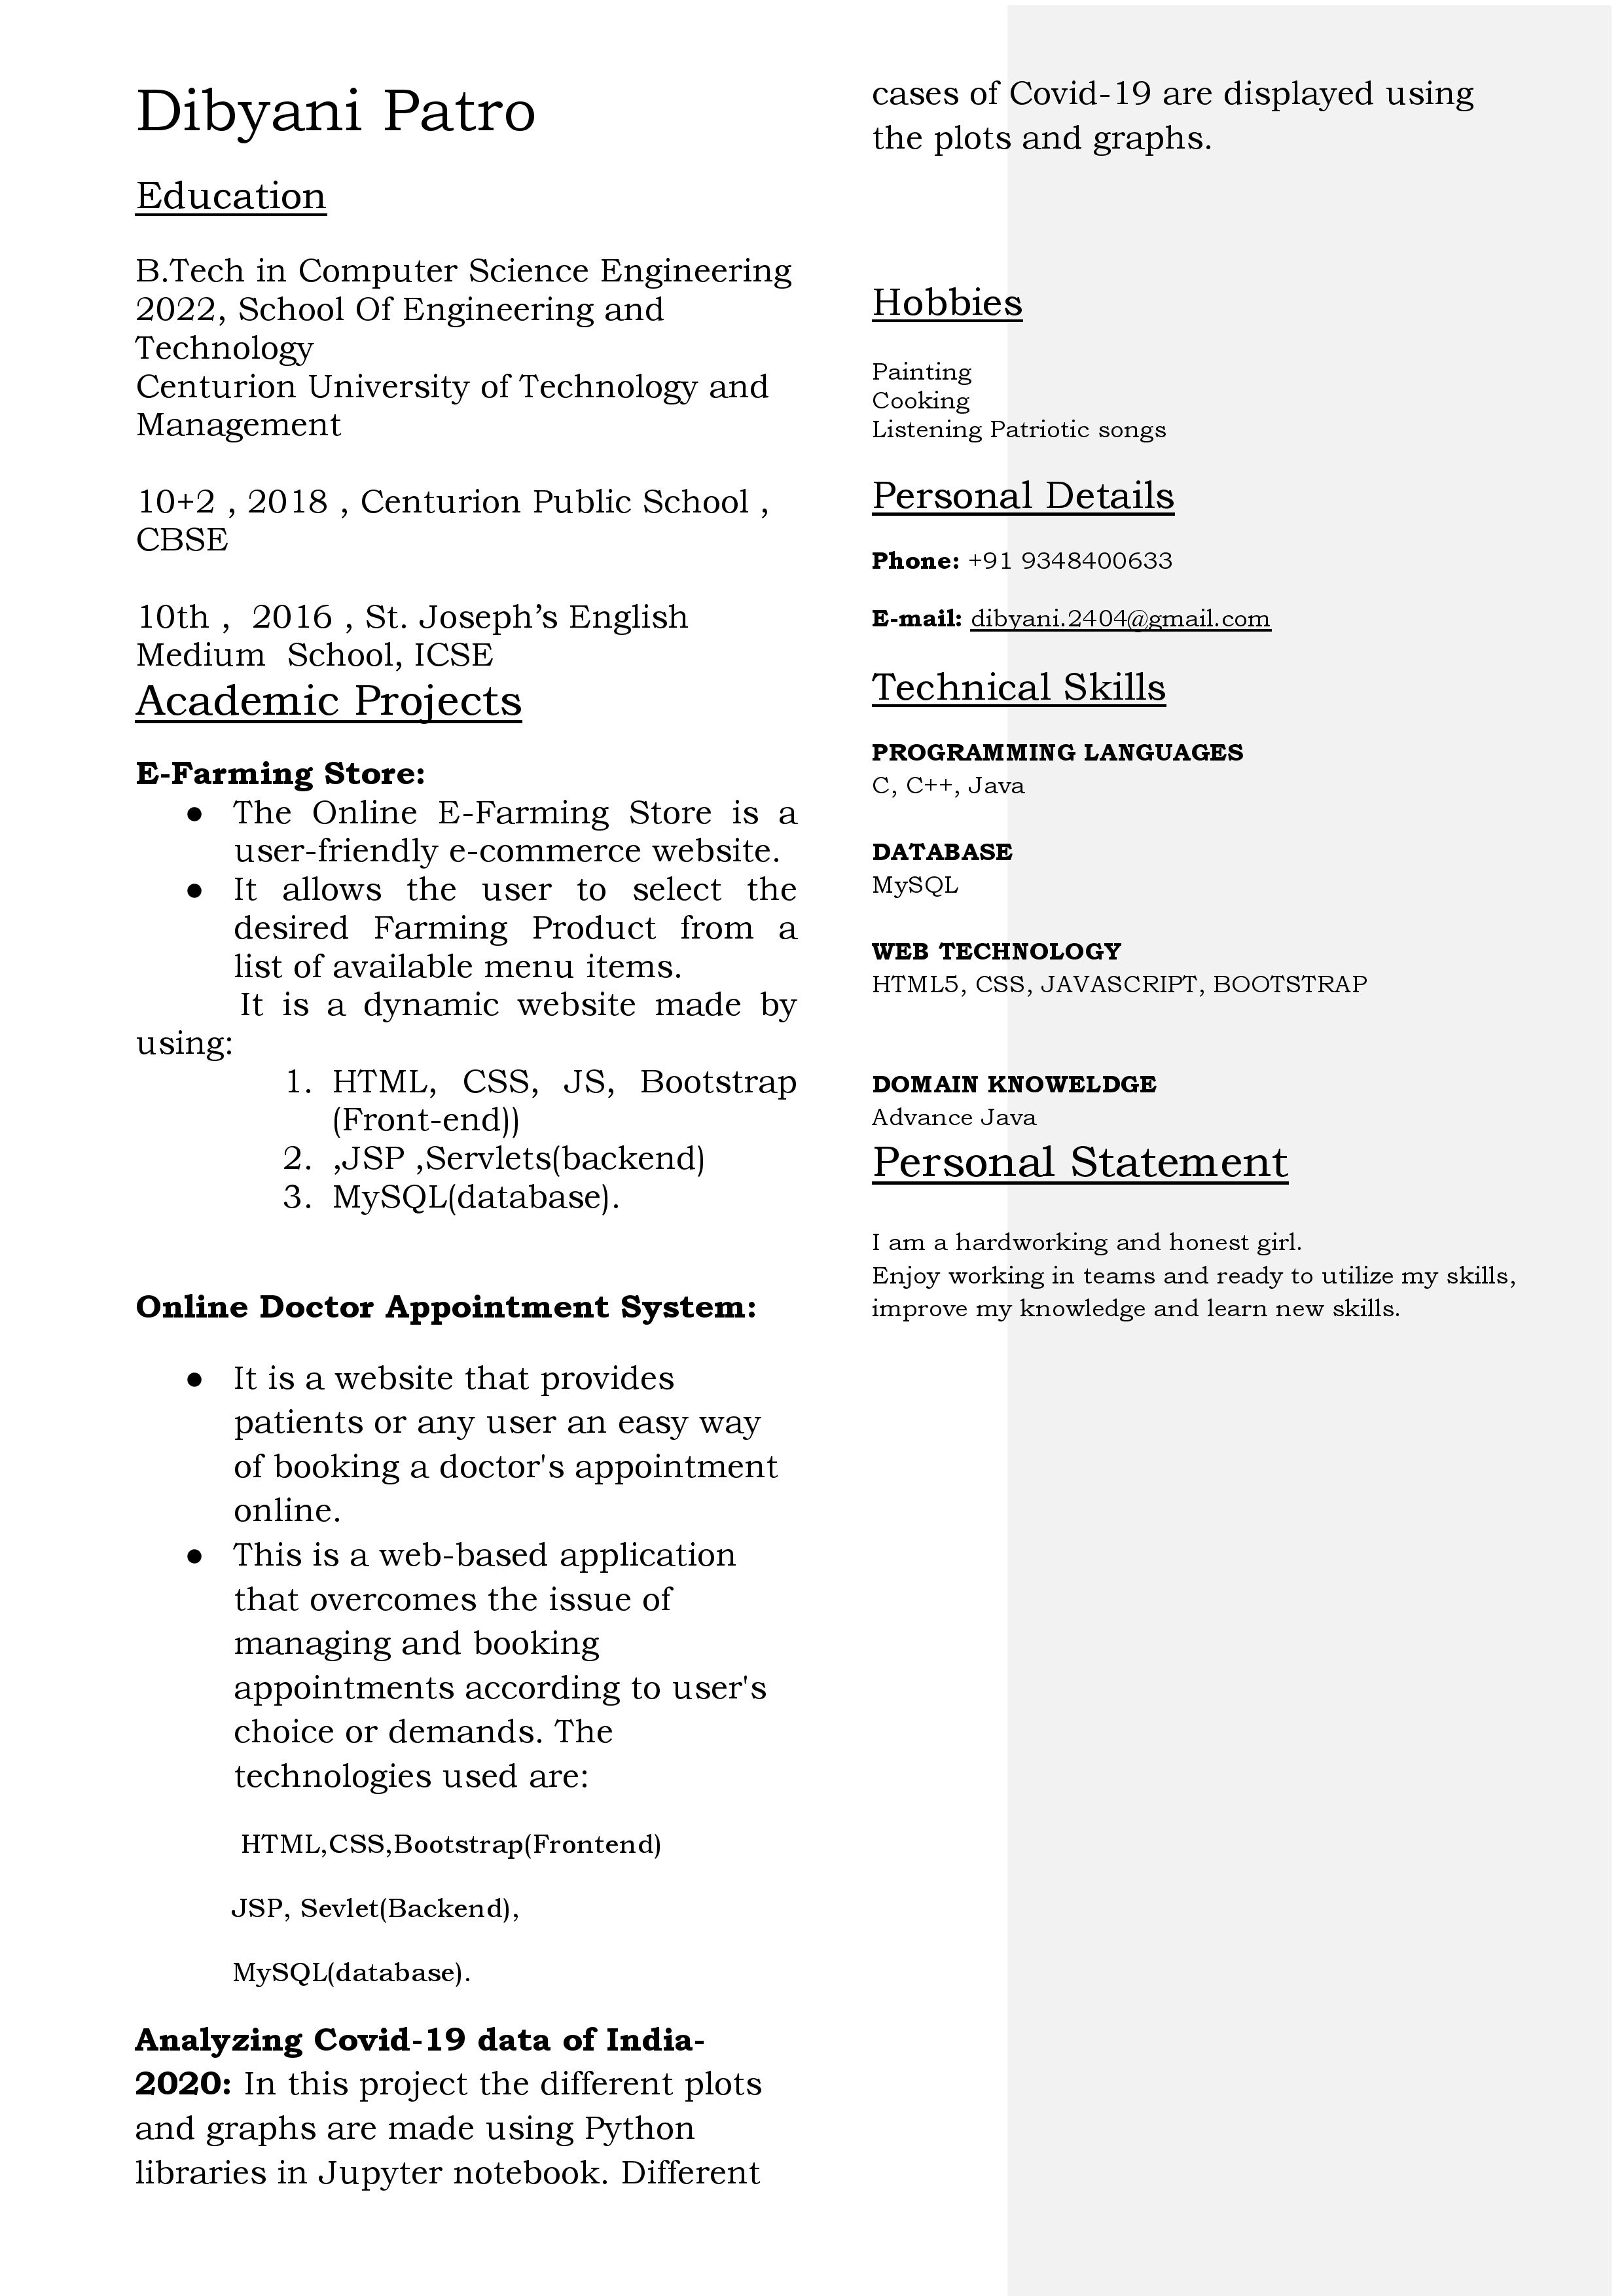 Dibyani Patro
Education
B.Tech in Computer Science Engineering
2022, School Of Engineering and
Technology
Centurion University of Technology and
Management
10+2 , 2018 , Centurion Public School ,
CBSE
10th ,  2016 , St. Joseph’s English
Medium  School, ICSE
Academic Projects
E-Farming Store:
● The Online E-Farming Store is a
user-friendly e-commerce website.
● It allows the user to select the
desired Farming Product from a
list of available menu items.
It is a dynamic website made by
using:
1. HTML, CSS, JS, Bootstrap
(Front-end))
2. ,JSP ,Servlets(backend)
3. MySQL(database).
Online Doctor Appointment System:
● It is a website that provides
patients or any user an easy way
of booking a doctor's appointment
online.
● This is a web-based application
that overcomes the issue of
managing and booking
appointments according to user's
choice or demands. The
technologies used are:
HTML,CSS,Bootstrap(Frontend)
JSP, Sevlet(Backend),
MySQL(database).
Analyzing Covid-19 data of India-
2020: In this project the different plots
and graphs are made using Python
libraries in Jupyter notebook. Different
cases of Covid-19 are displayed using
the plots and graphs.
Hobbies
Painting
Cooking
Listening Patriotic songs
Personal Details
Phone: +91 9348400633
E-mail: dibyani.2404@gmail.com
Technical Skills
PROGRAMMING LANGUAGES
C, C++, Java
DATABASE
MySQL
WEB TECHNOLOGY
HTML5, CSS, JAVASCRIPT, BOOTSTRAP
DOMAIN KNOWELDGE
Advance Java
Personal Statement
I am a hardworking and honest girl.
Enjoy working in teams and ready to utilize my skills,
improve my knowledge and learn new skills.